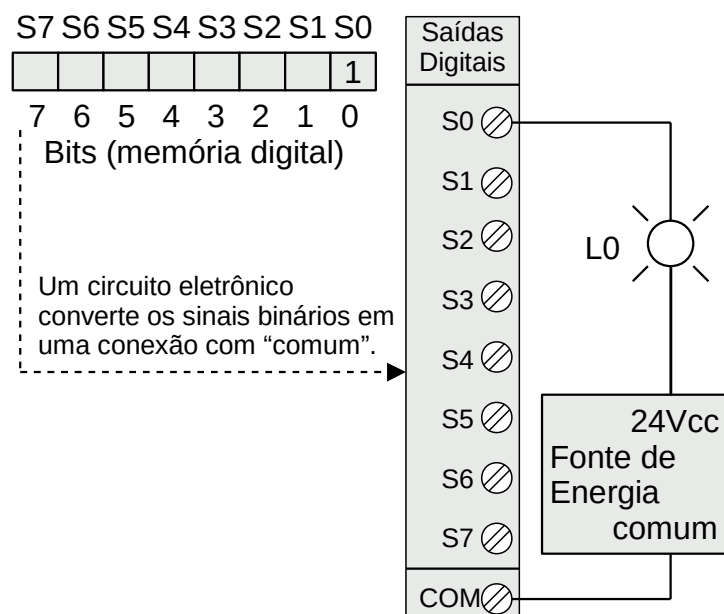 S7 S6 S5 S4 S3 S2 S1 S0
1
7 6 5 4 3 2 1 0
Bits (memória digital)
Um circuito eletrônico
converte os sinais binários em
uma conexão com “comum”.
Saídas
Digitais
S0
S1
S2
S3
S4
S5
S6
S7
COM
L0
24Vcc
Fonte de
Energia
comum